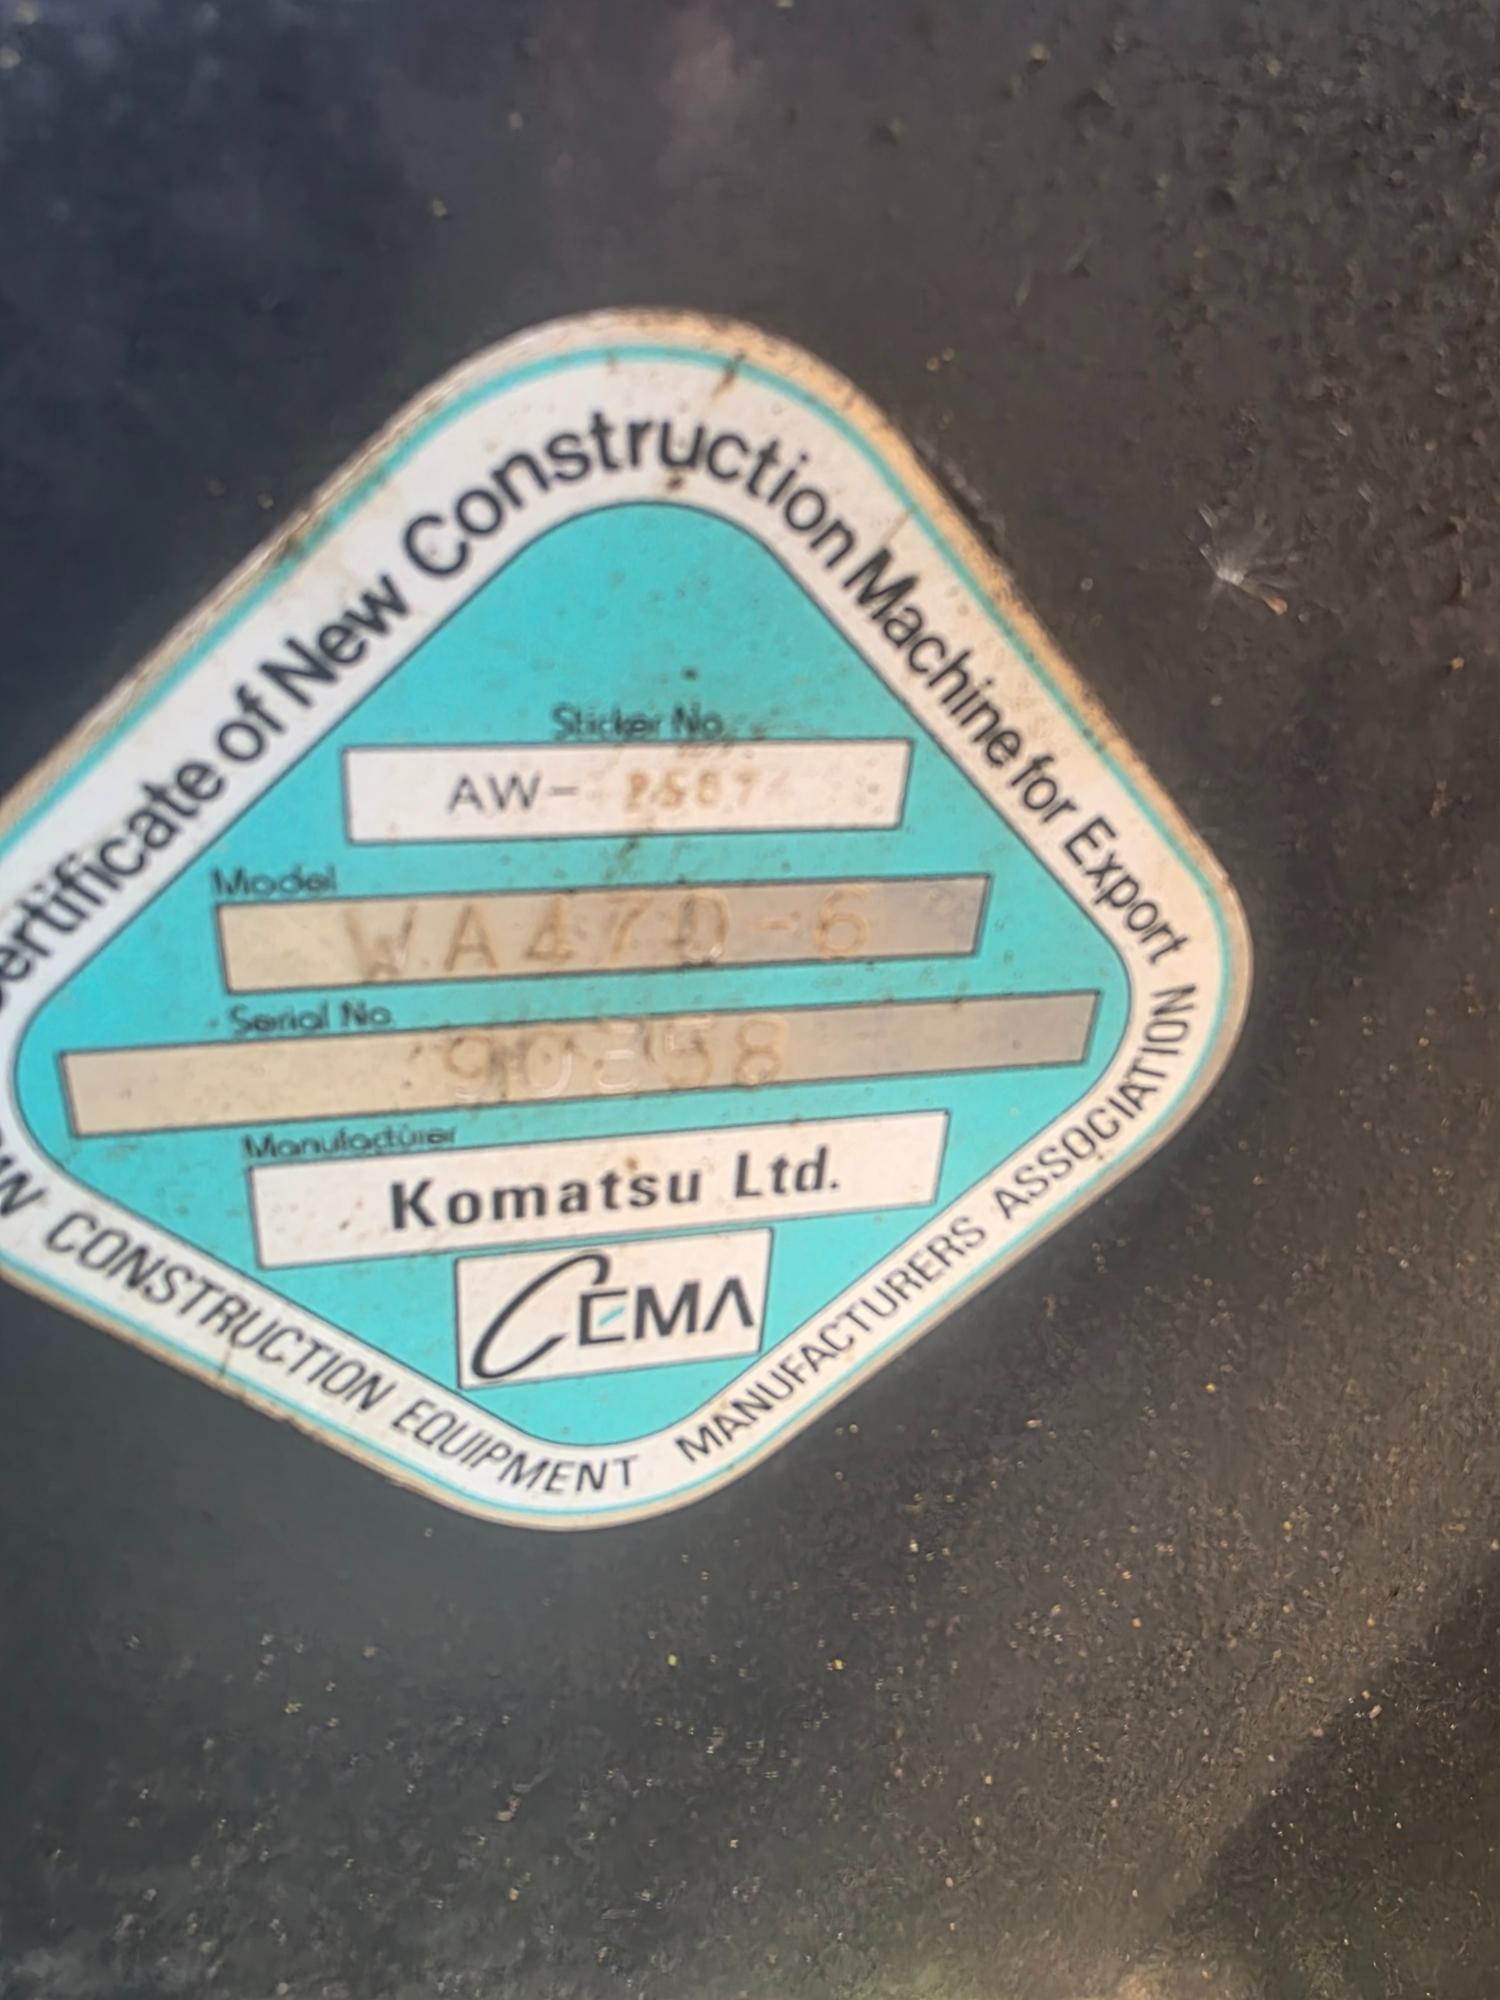 ertificate of New Construction Machine for Export
Sticker No.
AW-
Model
WA470-6
Serial No.
Manufacturer
Komatsu Ltd.
CEMA
CONSTRUCTION EQUIPMENT MANUFACTURERS ASSOCIATION